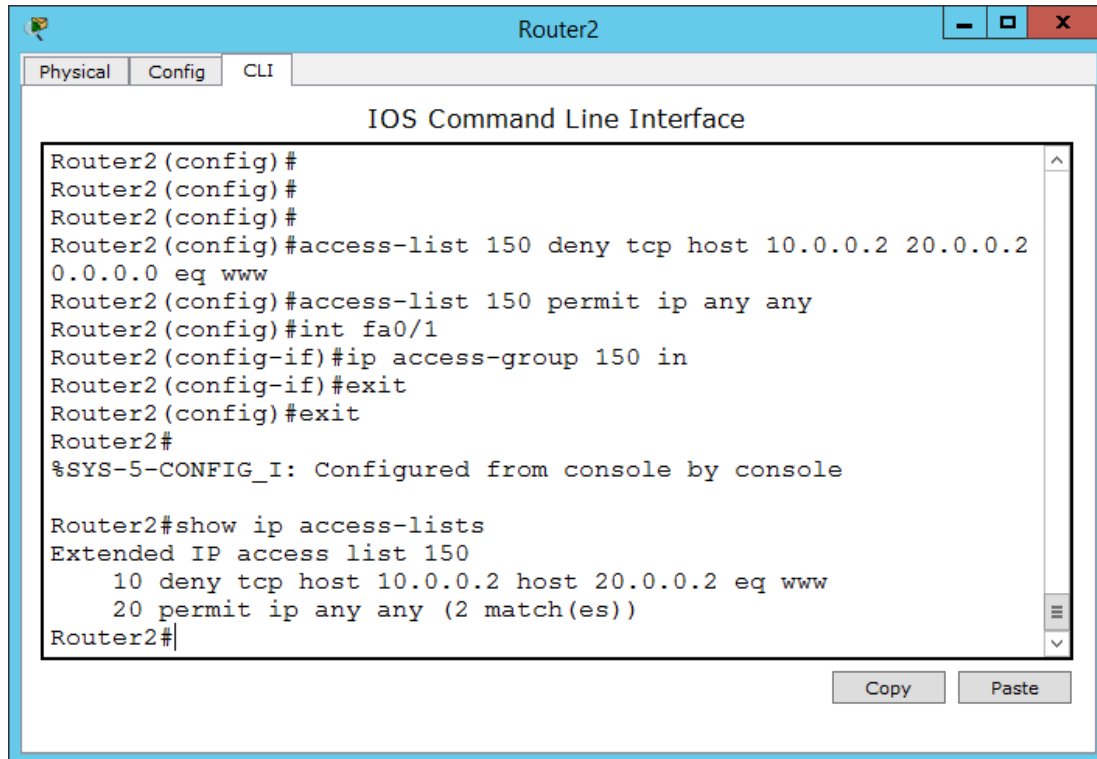 Router2
Physical Config CLI
IOS Command Line Interface
Router2(config)#
Router2(config)#
Router2(config)#
Router2(config)#access-list 150 deny tcp host 10.0.0.2 20.0.0.2
0.0.0.0 eq www
Router2(config)#access-list 150 permit ip any any
Router2(config)#int fa0/1
Router2(config-if)#ip access-group 150 in
Router2(config-if)#exit
Router2(config)#exit
Router2#
%SYS-5-CONFIG_I: Configured from console by console
Router2#show ip access-lists
Extended IP access list 150
10 deny tcp host 10.0.0.2 host 20.0.0.2 eq www
20 permit ip any any (2 match(es))
Router2#
Copy Paste